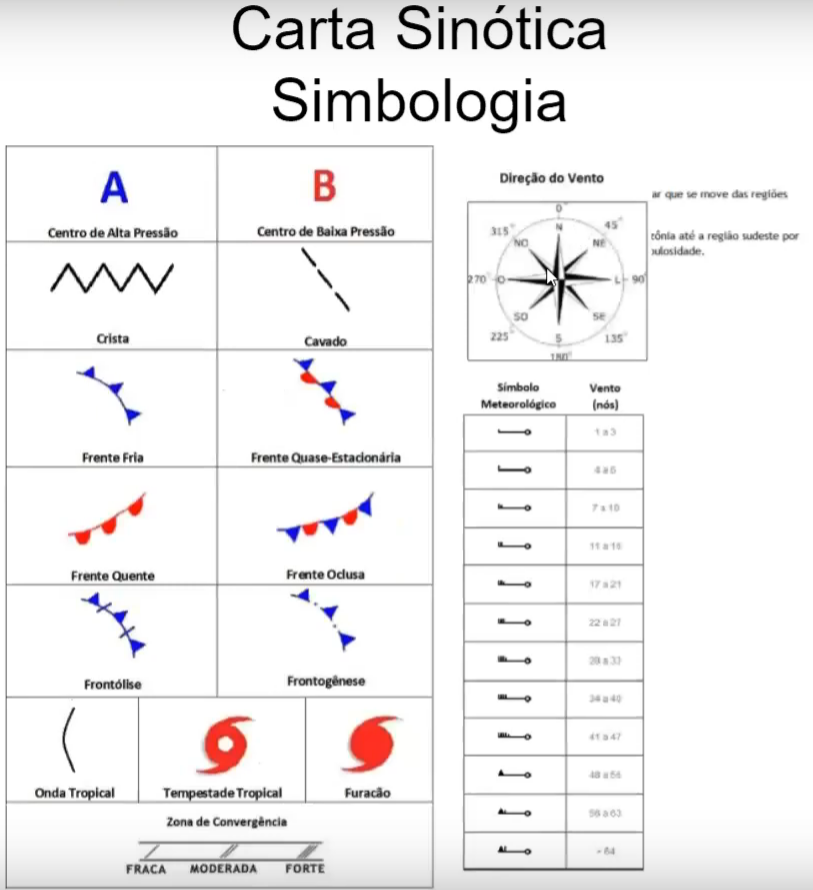 Carta Sinótica
Simbologia
A
B
Centro de Alta Pressão
Centro de Baixa Pressão
Crista
Cavado
Frente Fria
Frente Quase-Estacionária
Frente Quente
Frente Oclusa
Frontólise
Frontogênese
Onda Tropical
Tempestade Tropical
Furacão
Zona de Convergência
FRACA MODERADA FORTE
Direção do Vento
0°
315° N 45°
NO NE
270° O L 90°
SO SE
225° S 135°
180°
ar que se move das regiões
até a região sudeste por
Símbolo Vento
Meteorológico (nós)
1 a 3
4 a 6
7 a 10
11 a 16
17 a 21
22 a 27
28 a 33
34 a 40
41 a 47
48 a 55
56 a 63
64